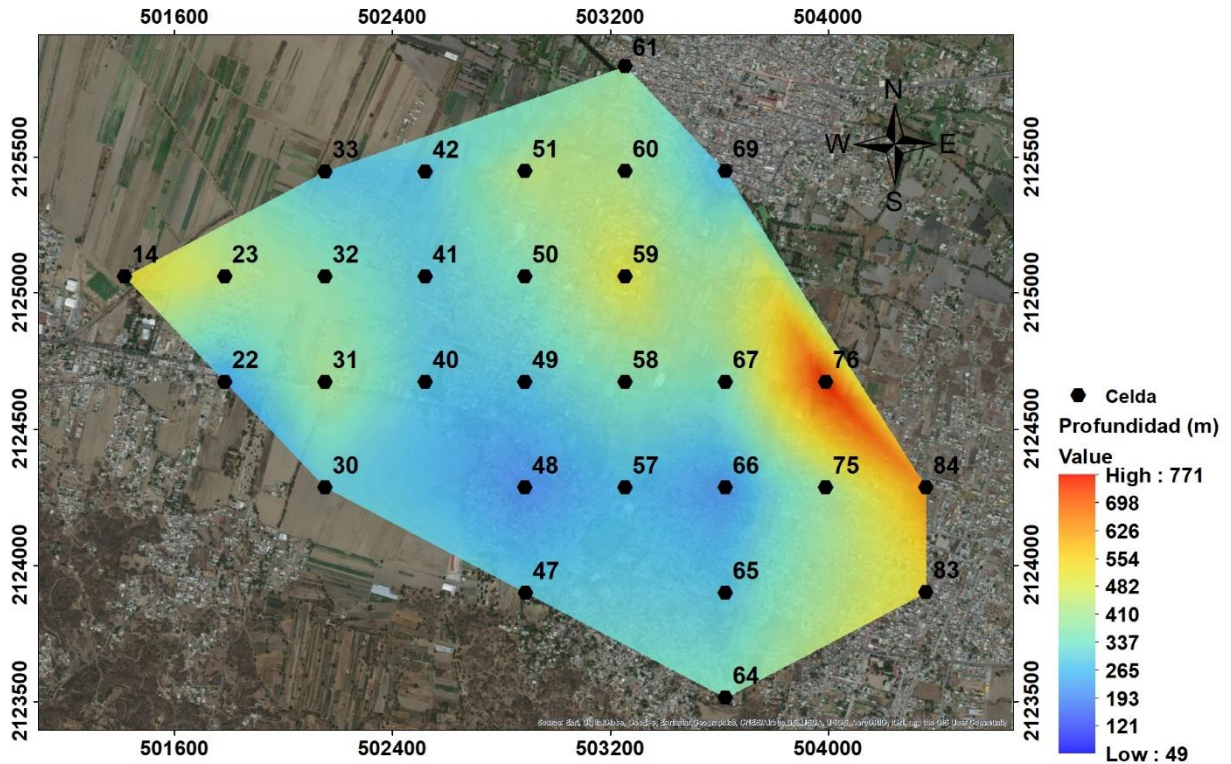 501600 502400 503200 504000
61
N
W E
S
2125500 33 42 51 60 69 2125500
14 23 32 41 50 59
2125000 2125000
22 31 40 49 58 67 76
2124500 2124500
30 48 57 66 75 84
2124000 2124000
47 65 83
64
2123500 2123500
501600 502400 503200 504000
Celda
Profundidad (m)
Value
High : 771
698
626
554
482
410
337
265
193
121
Low : 49